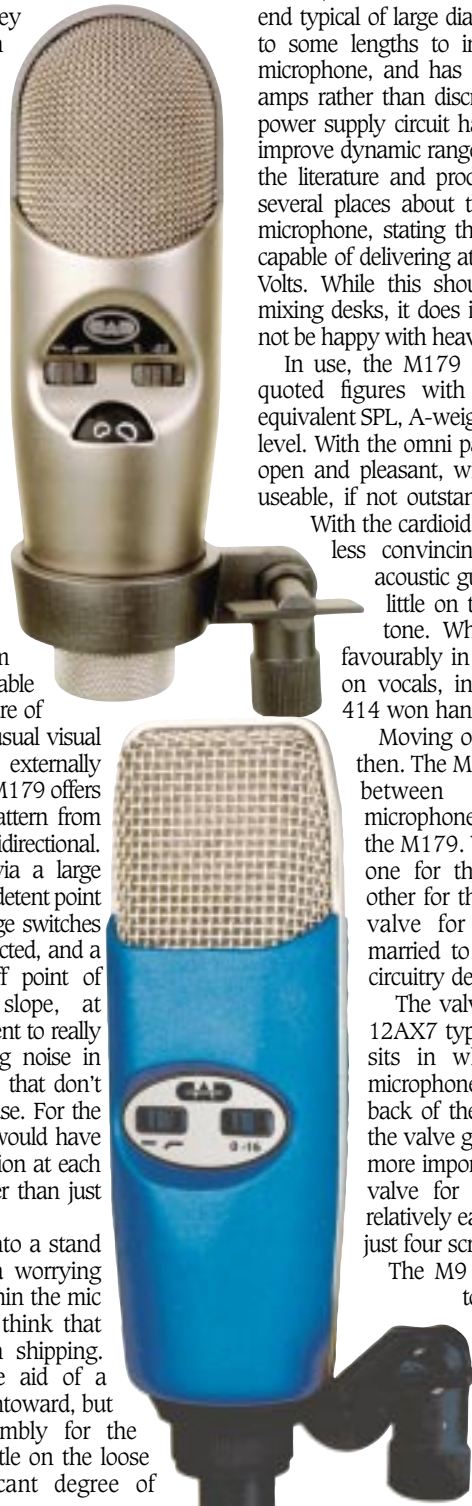 ey
able
re of
usual visual
externally
M179 offers
attern from
idirectional.
via a large
detent point
ge switches
cted, and a
ff point of
slope, at
ent to really
g noise in
that don't
se. For the
would have
ion at each
er than just
nto a stand
a worrying
hin the mic
think that
n shipping.
e aid of a
ntoward, but
mbly for the
ttle on the loose
cant degree of
CAD
CAD
0 -16
end typical of large dia
to some lengths to in
microphone, and has
amps rather than discr
power supply circuit ha
improve dynamic range
the literature and prod
several places about t
microphone, stating th
capable of delivering at
Volts. While this shou
mixing desks, it does i
not be happy with heav
In use, the M179
quoted figures with
equivalent SPL, A-weig
level. With the omni pa
open and pleasant, w
useable, if not outstan
With the cardioid
less convincin
acoustic gu
little on t
tone. Wh
favourably in
on vocals, in
414 won han
Moving o
then. The M
between
microphone
the M179. 
one for th
other for th
valve for
married to
circuitry de
The valv
12AX7 typ
sits in wh
microphone
back of the
the valve g
more impor
valve for
relatively ea
just four scr
The M9
to